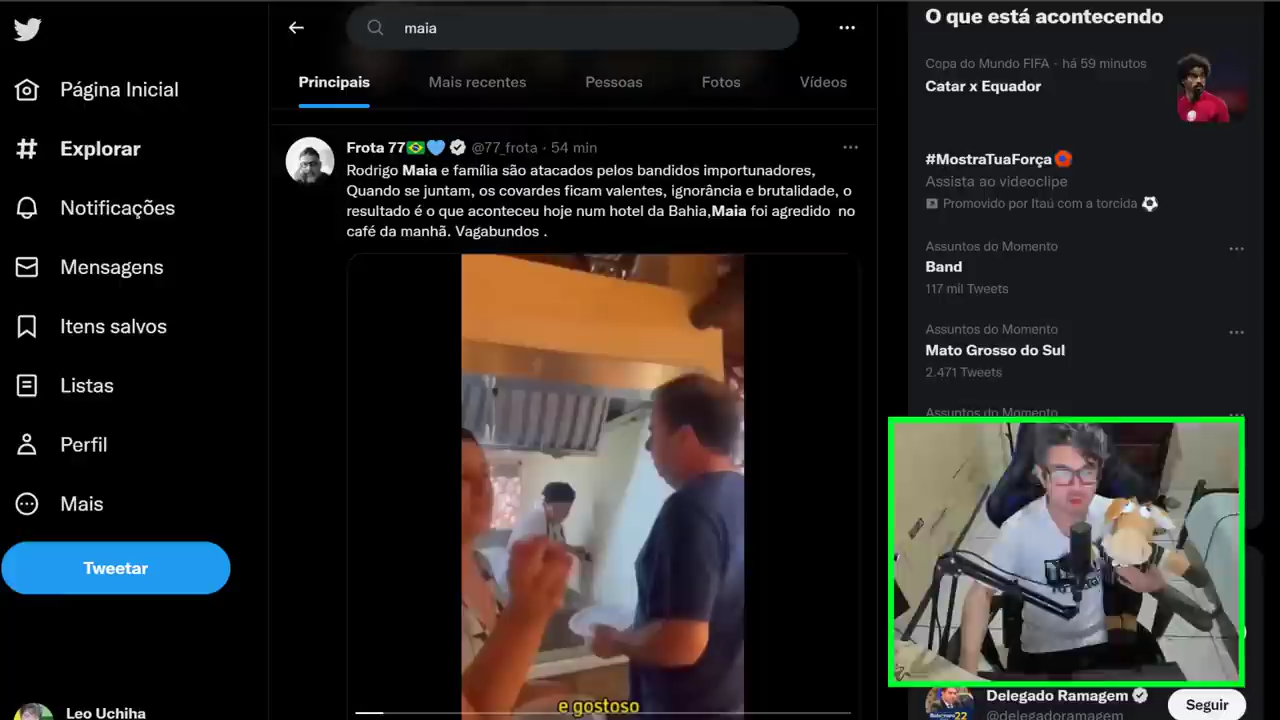 maia
Principais
Mais recentes
Pessoas
Fotos
Vídeos
Página Inicial
Explorar
Notificações
Mensagens
Itens salvos
Listas
Perfil
Mais
Tweetar
Leo Uchiha
Frota 77 @77_frota · 54 min
Rodrigo Maia e família são atacados pelos bandidos importunadores,
Quando se juntam, os covardes ficam valentes, ignorância e brutalidade, o
resultado é o que aconteceu hoje num hotel da Bahia,Maia foi agredido no
café da manhã. Vagabundos .
e gostoso
O que está acontecendo
Copa do Mundo FIFA · há 59 minutos
Catar x Equador
#MostraTuaForça
Assista ao videoclipe
Promovido por Itaú com a torcida
Assuntos do Momento
Band
117 mil Tweets
Assuntos do Momento
Mato Grosso do Sul
2.471 Tweets
Assuntos do Momento
Delegado Ramagem
@delegadoramagem
Seguir